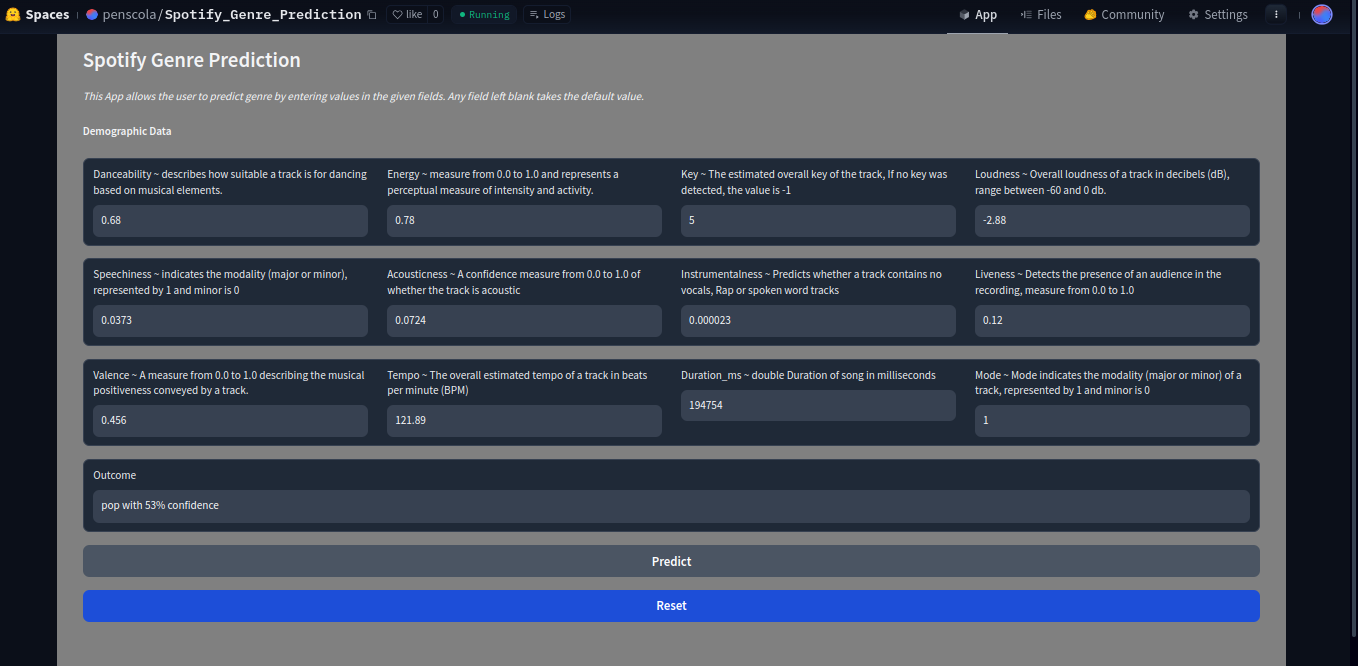 Spaces penscola/Spotify_Genre_Prediction like 0 Running Logs App Files Community Settings
Spotify Genre Prediction
This App allows the user to predict genre by entering values in the given fields. Any field left blank takes the default value.
Demographic Data
Danceability ~ describes how suitable a track is for dancing
based on musical elements.
0.68
Energy ~ measure from 0.0 to 1.0 and represents a
perceptual measure of intensity and activity.
0.78
Key ~ The estimated overall key of the track, If no key was
detected, the value is -1
5
Loudness ~ Overall loudness of a track in decibels (dB),
range between -60 and 0 db.
-2.88
Speechiness ~ indicates the modality (major or minor),
represented by 1 and minor is 0
0.0373
Acousticness ~ A confidence measure from 0.0 to 1.0 of
whether the track is acoustic
0.0724
Instrumentalness ~ Predicts whether a track contains no
vocals, Rap or spoken word tracks
0.000023
Liveness ~ Detects the presence of an audience in the
recording, measure from 0.0 to 1.0
0.12
Valence ~ A measure from 0.0 to 1.0 describing the musical
positiveness conveyed by a track.
0.456
Tempo ~ The overall estimated tempo of a track in beats
per minute (BPM)
121.89
Duration_ms ~ double Duration of song in milliseconds
194754
Mode ~ Mode indicates the modality (major or minor) of a
track, represented by 1 and minor is 0
1
Outcome
pop with 53% confidence
Predict
Reset